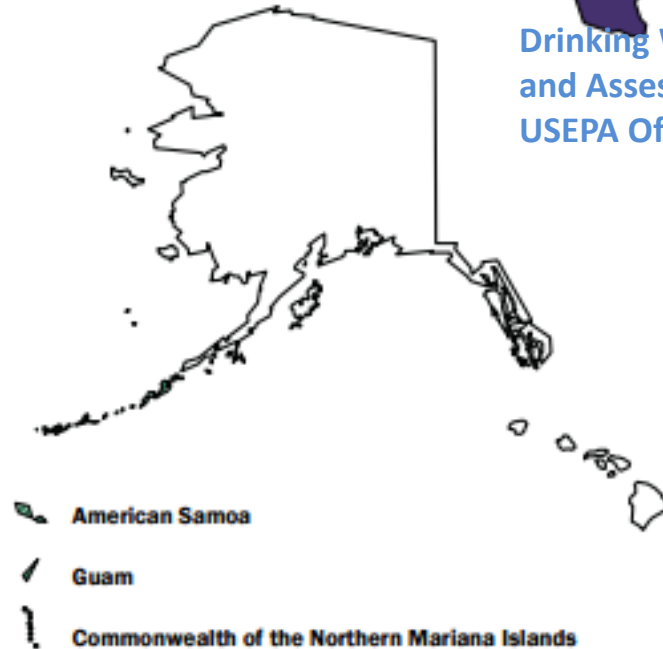 Drinking
and Asses
USEPA Of
American Samoa
Guam
Commonwealth of the Northern Mariana Islands